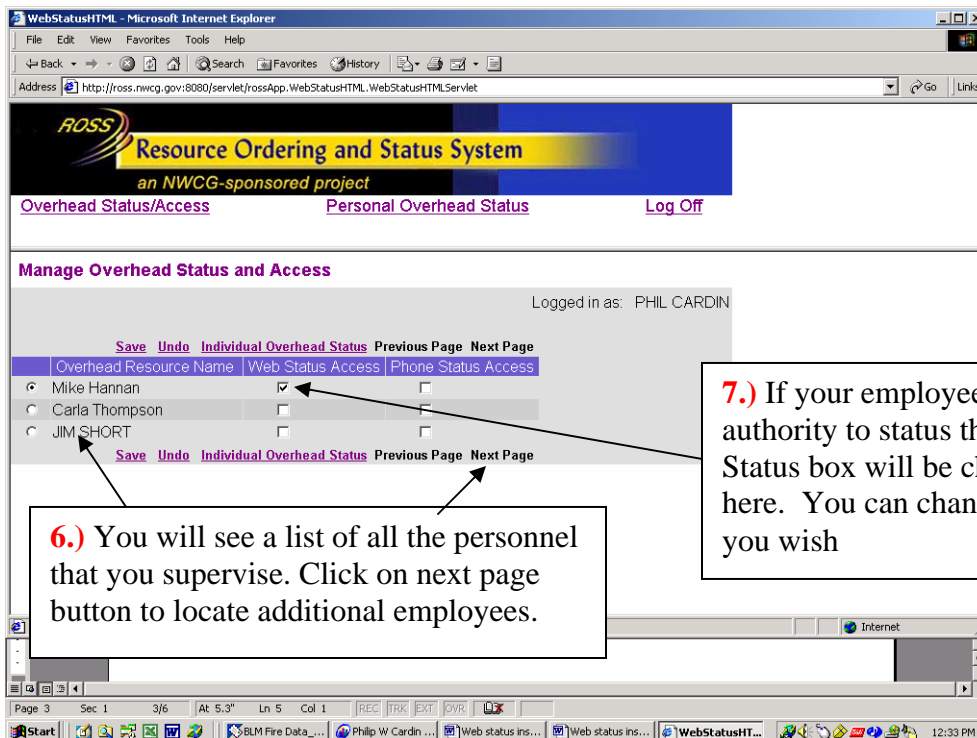 WebStatusHTML - Microsoft Internet Explorer
File Edit View Favorites Tools Help
Back Search Favorites History
Address http://ross.nwcg.gov:8080/servlet/rossApp.WebStatusHTML.WebStatusHTMLServlet Go Links
ROSS
Resource Ordering and Status System
an NWCG-sponsored project
Overhead Status/Access Personal Overhead Status Log Off
Manage Overhead Status and Access
Logged in as: PHIL CARDIN
Save Undo Individual Overhead Status Previous Page Next Page
Overhead Resource Name Web Status Access Phone Status Access
Mike Hannan
Carla Thompson
JIM SHORT
Save Undo Individual Overhead Status Previous Page Next Page
7.) If your employee
authority to status th
Status box will be cl
here. You can chan
you wish
6.) You will see a list of all the personnel
that you supervise. Click on next page
button to locate additional employees.
Internet
Page 3 Sec 1 3/6 At 5.3" Ln 5 Col 1 REC TRK EXT OVR
Start BLM Fire Data_... Philip W Cardin ... Web status ins... Web status ins... WebStatusHT... 12:33 PM